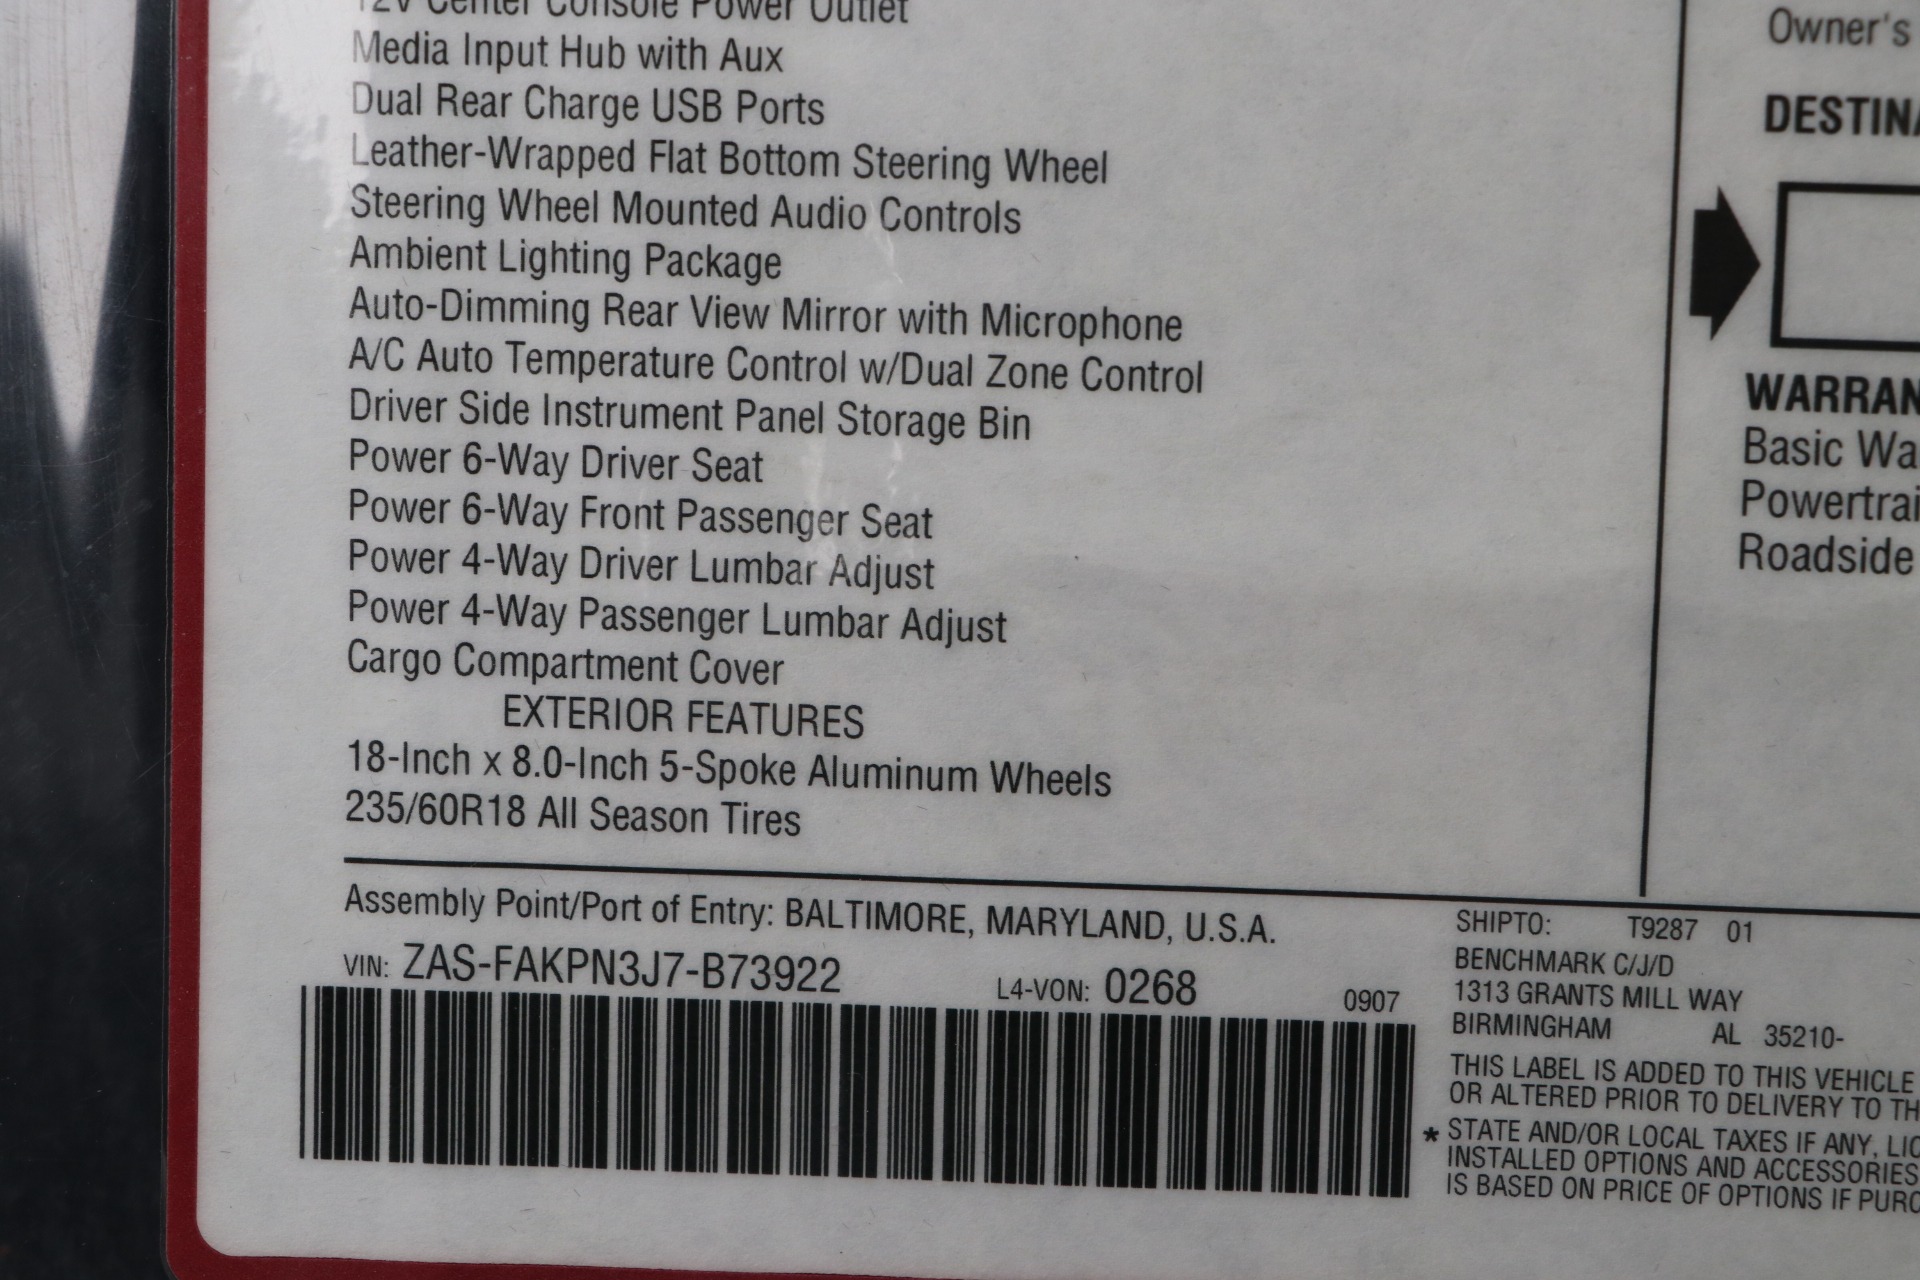 12V Center Console Power Outlet
Media Input Hub with Aux
Dual Rear Charge USB Ports
Leather-Wrapped Flat Bottom Steering Wheel
Steering Wheel Mounted Audio Controls
Ambient Lighting Package
Auto-Dimming Rear View Mirror with Microphone
A/C Auto Temperature Control w/Dual Zone Control
Driver Side Instrument Panel Storage Bin
Power 6-Way Driver Seat
Power 6-Way Front Passenger Seat
Power 4-Way Driver Lumbar Adjust
Power 4-Way Passenger Lumbar Adjust
Cargo Compartment Cover
EXTERIOR FEATURES
18-Inch x 8.0-Inch 5-Spoke Aluminum Wheels
235/60R18 All Season Tires
Owner's
DESTINA
WARRAN
Basic Wa
Powertrai
Roadside
Assembly Point/Port of Entry: BALTIMORE, MARYLAND, U.S.A.
VIN: ZAS-FAKPN3J7-B73922
L4-VON: 0268
0907
SHIPTO: T9287 01
BENCHMARK C/J/D
1313 GRANTS MILL WAY
BIRMINGHAM AL 35210-
THIS LABEL IS ADDED TO THIS VEHICLE
OR ALTERED PRIOR TO DELIVERY TO TH
* STATE AND/OR LOCAL TAXES IF ANY, LIC
INSTALLED OPTIONS AND ACCESSORIES
IS BASED ON PRICE OF OPTIONS IF PURC